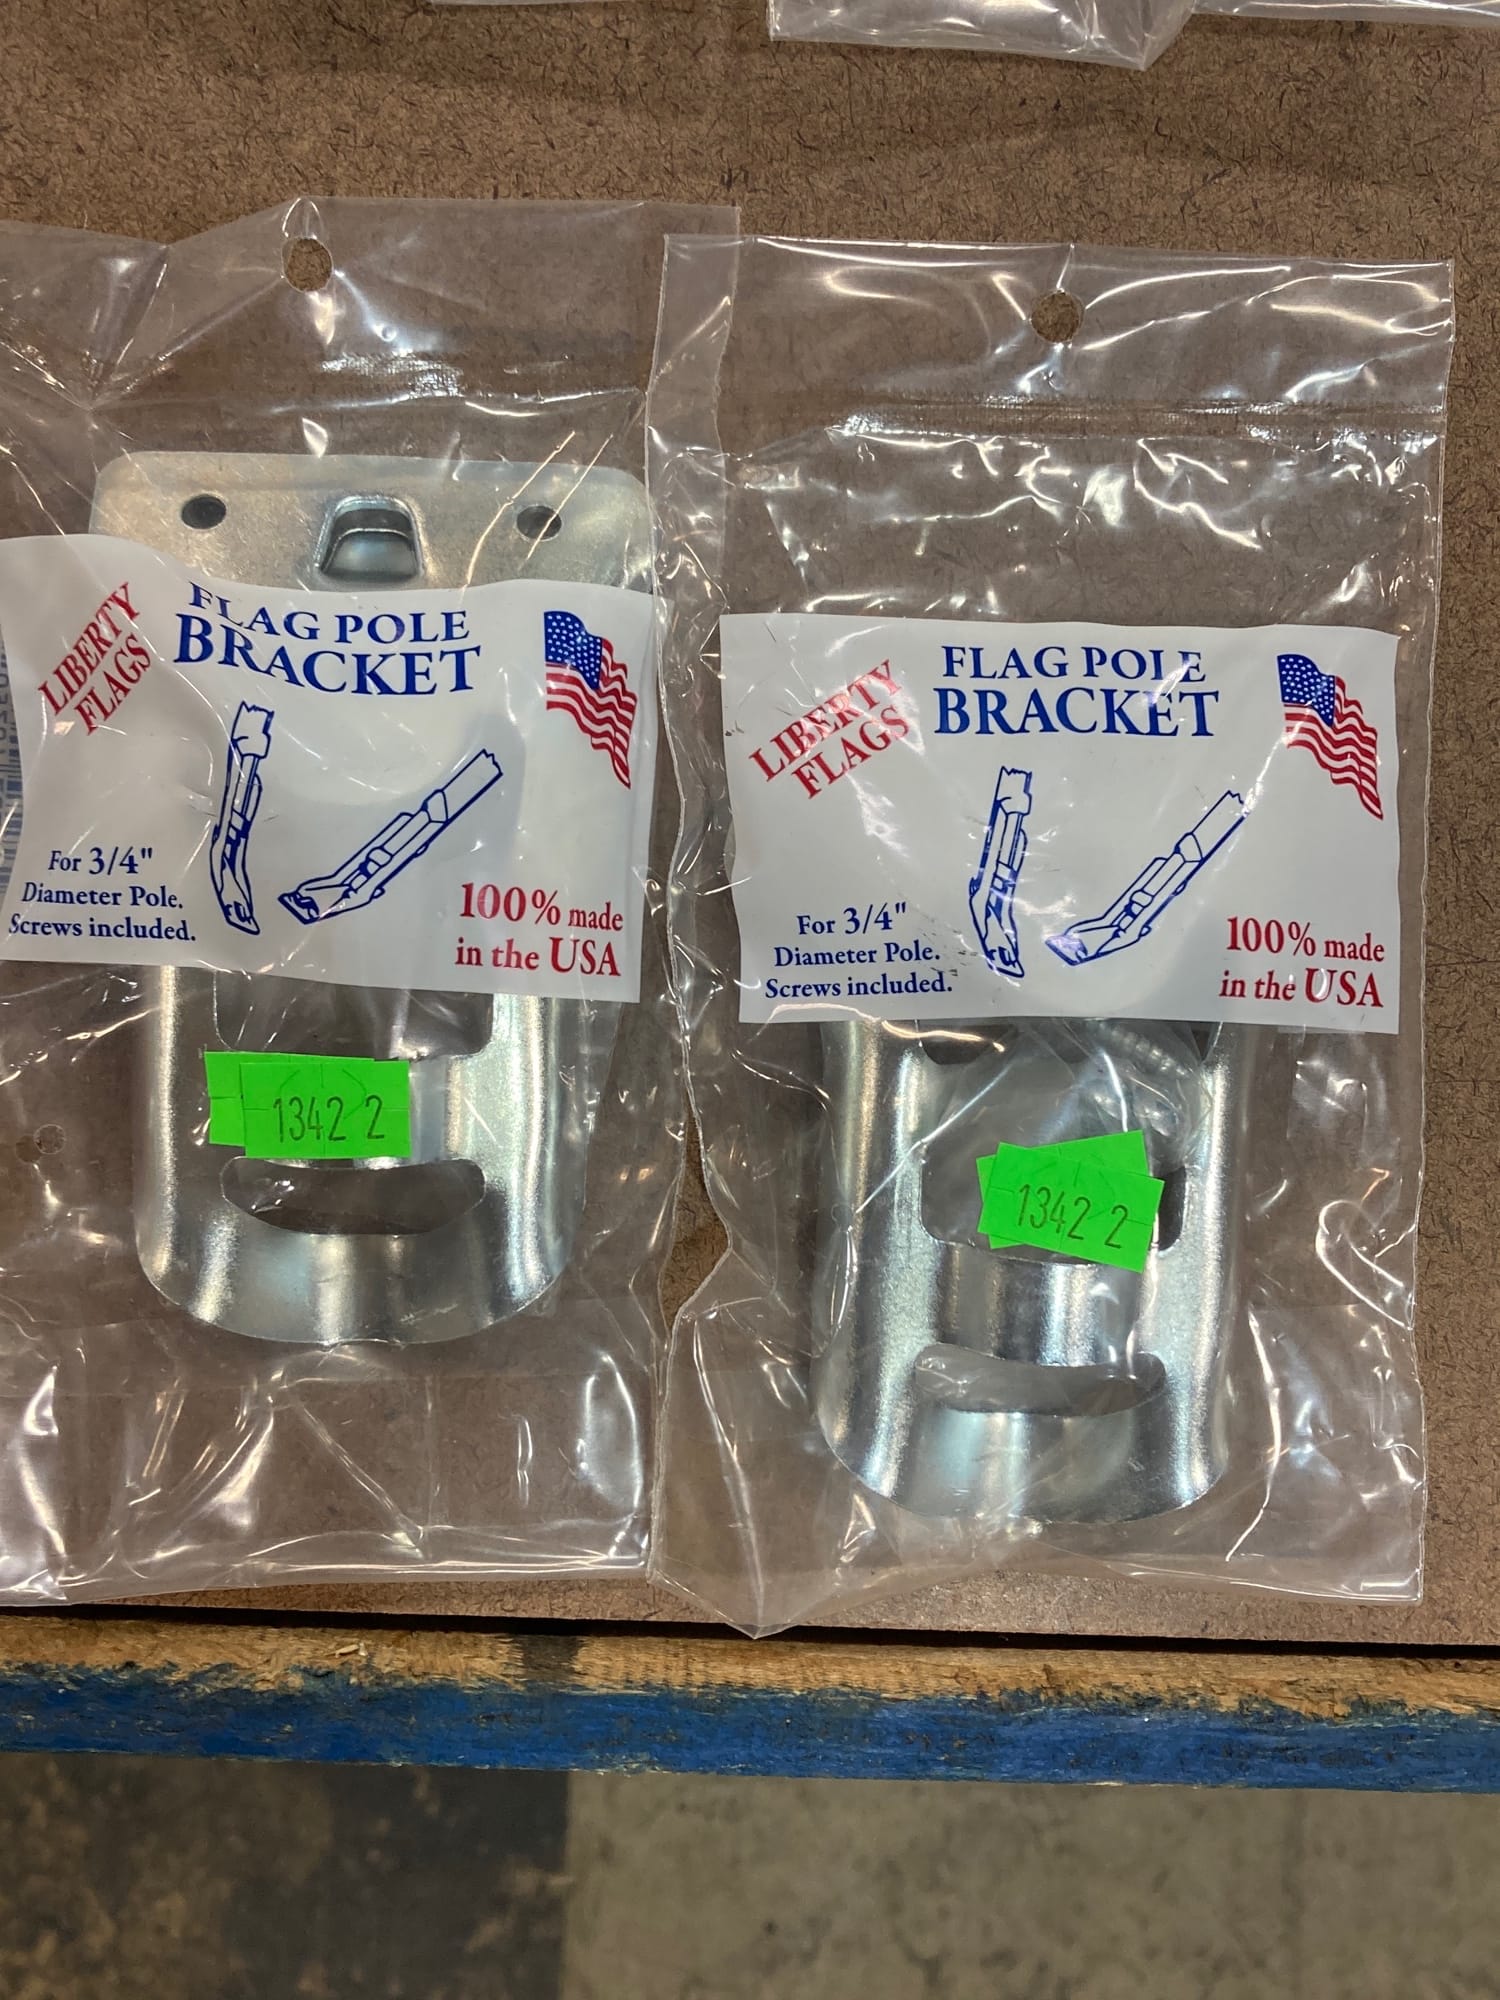 LIBERTY
FLAGS
FLAG POLE
BRACKET
For 3/4"
Diameter Pole.
Screws included.
100% made
in the USA
1342 2
LIBERTY
FLAGS
FLAG POLE
BRACKET
For 3/4"
Diameter Pole.
Screws included.
100% made
in the USA
1342 2